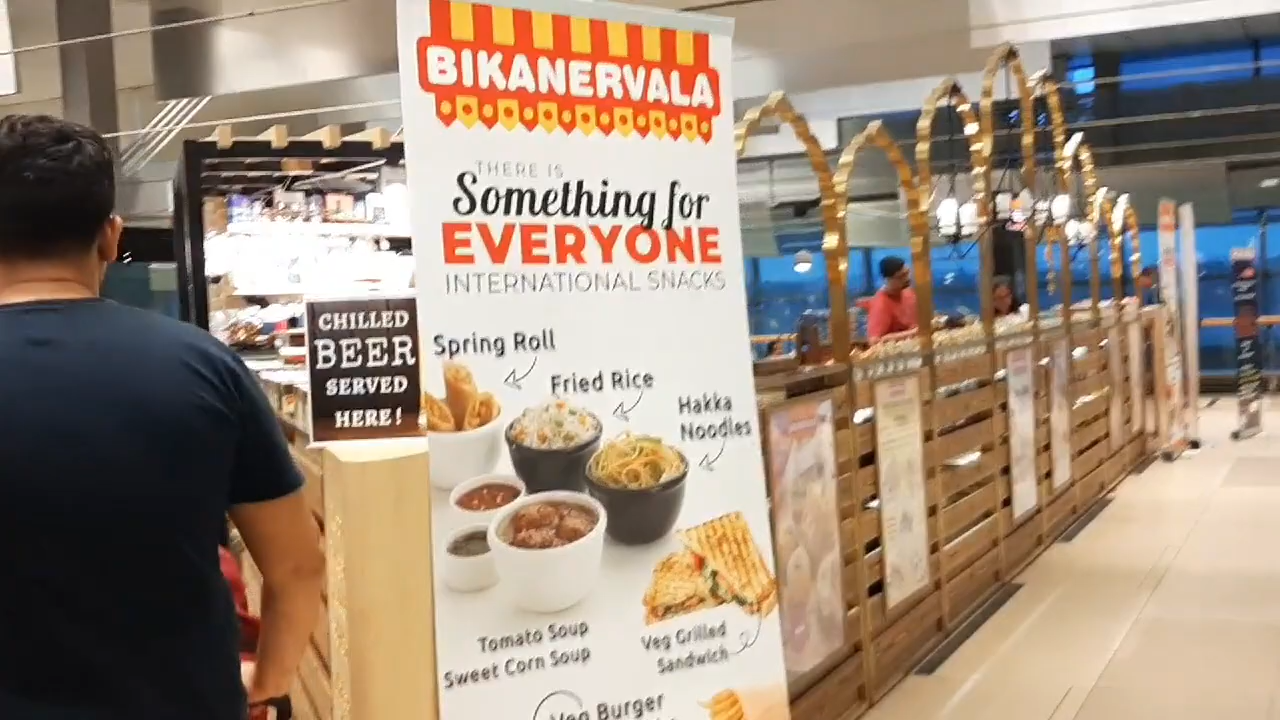 BIKANERVALA
THERE IS
Something for
EVERYONE
INTERNATIONAL SNACKS
CHILLED
BEER
SERVED
HERE!
Spring Roll
Fried Rice
Hakka
Noodles
Tomato Soup
Sweet Corn Soup
Veg Grilled
Sandwich
Veg Burger